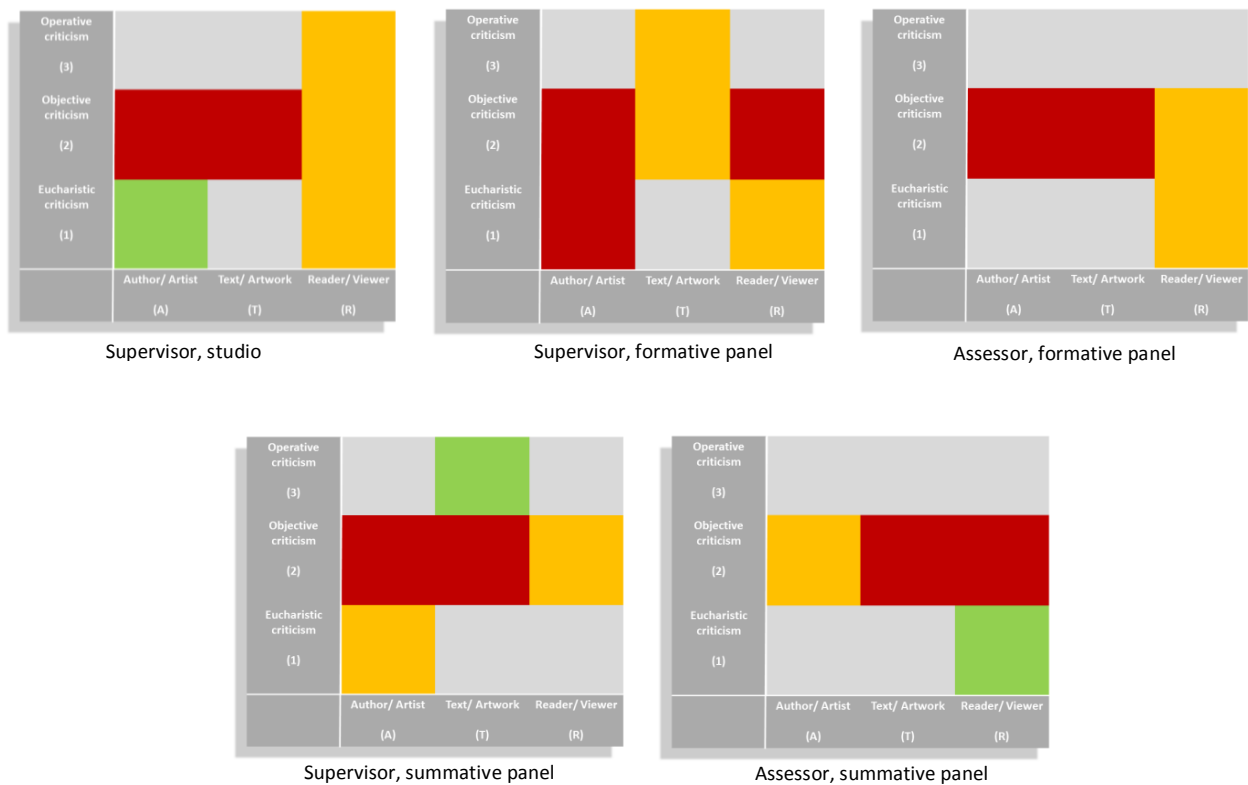 Operative
criticism
(3)
Objective
criticism
(2)
Eucharistic
criticism
(1)
Author/ Artist Text/ Artwork Reader/ Viewer
(A) (T) (R)
Supervisor, studio
Operative
criticism
(3)
Objective
criticism
(2)
Eucharistic
criticism
(1)
Author/ Artist Text/ Artwork Reader/ Viewer
(A) (T) (R)
Supervisor, formative panel
Operative
criticism
(3)
Objective
criticism
(2)
Eucharistic
criticism
(1)
Author/ Artist Text/ Artwork Reader/ Viewer
(A) (T) (R)
Assessor, formative panel
Operative
criticism
(3)
Objective
criticism
(2)
Eucharistic
criticism
(1)
Author/ Artist Text/ Artwork Reader/ Viewer
(A) (T) (R)
Supervisor, summative panel
Operative
criticism
(3)
Objective
criticism
(2)
Eucharistic
criticism
(1)
Author/ Artist Text/ Artwork Reader/ Viewer
(A) (T) (R)
Assessor, summative panel